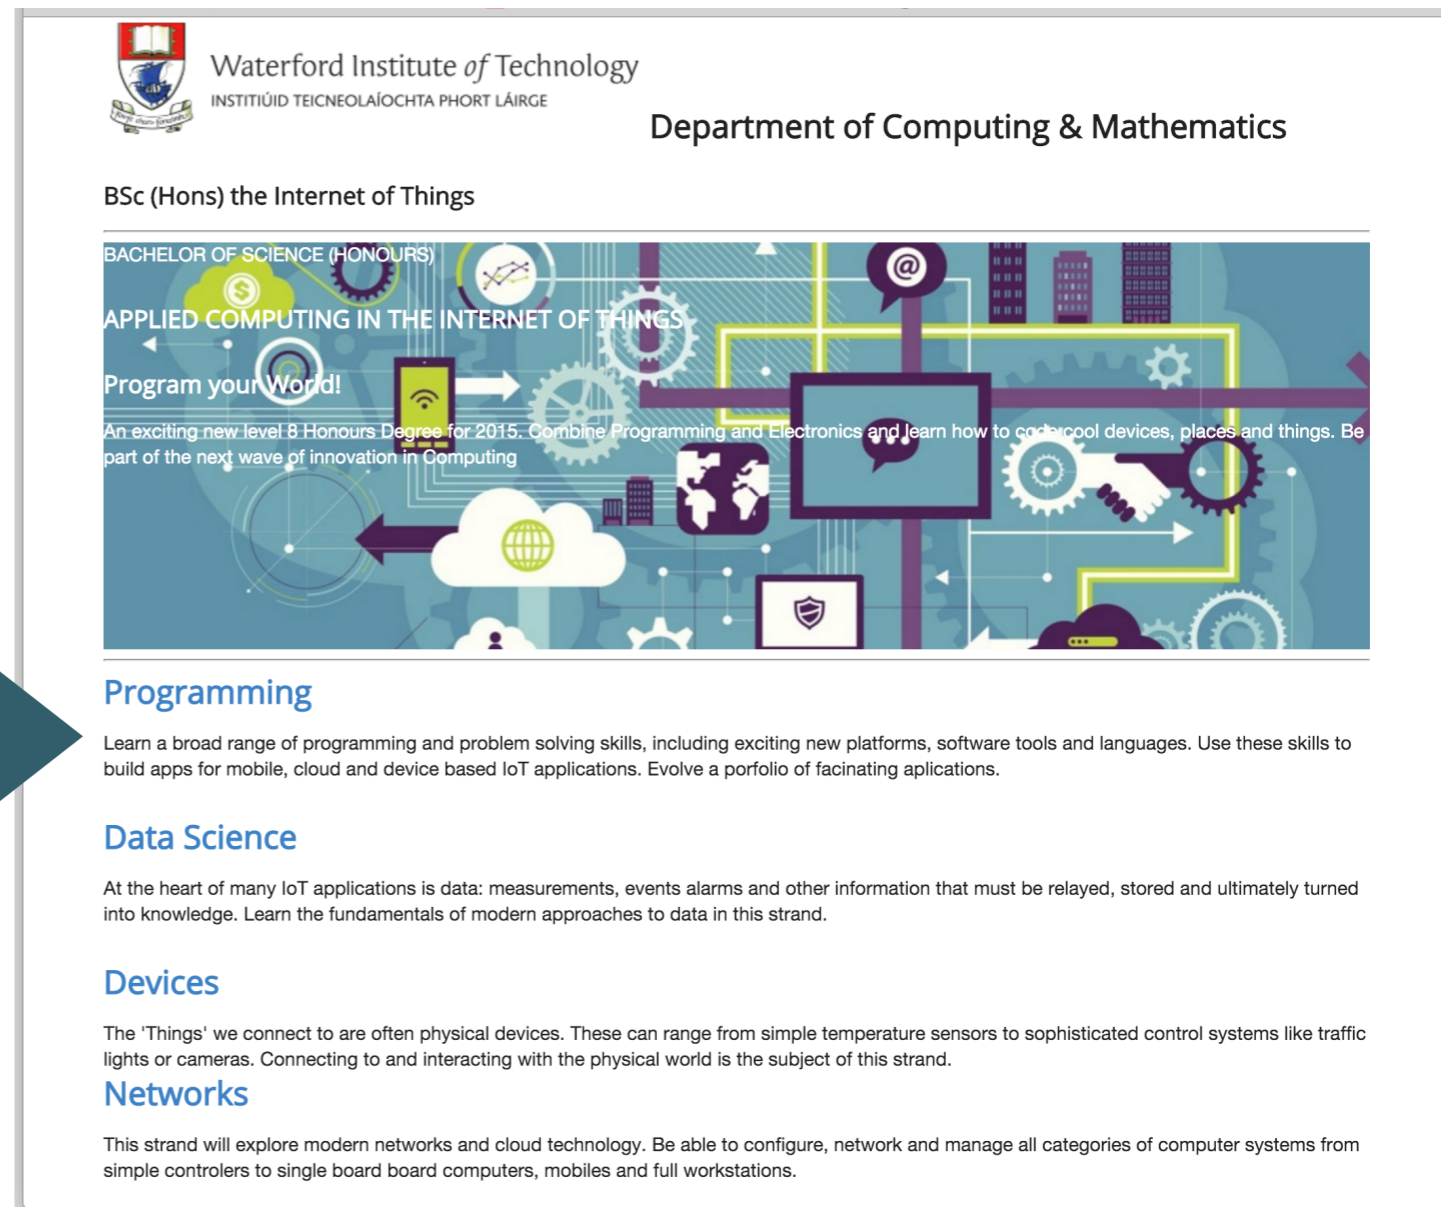 Waterford Institute of Technology
INSTITIÚID TEICNEOLAÍOCHTA PHORT LÁIRGE
Department of Computing & Mathematics
BSc (Hons) the Internet of Things
BACHELOR OF SCIENCE (HONOURS)
APPLIED COMPUTING IN THE INTERNET OF THINGS
Program your World!
An exciting new level 8 Honours Degree for 2015. Combine Programming and Electronics and learn how to code cool devices, places and things. Be
part of the next wave of innovation in Computing
Programming
Learn a broad range of programming and problem solving skills, including exciting new platforms, software tools and languages. Use these skills to
build apps for mobile, cloud and device based IoT applications. Evolve a porfolio of facinating aplications.
Data Science
At the heart of many IoT applications is data: measurements, events alarms and other information that must be relayed, stored and ultimately turned
into knowledge. Learn the fundamentals of modern approaches to data in this strand.
Devices
The 'Things' we connect to are often physical devices. These can range from simple temperature sensors to sophisticated control systems like traffic
lights or cameras. Connecting to and interacting with the physical world is the subject of this strand.
Networks
This strand will explore modern networks and cloud technology. Be able to configure, network and manage all categories of computer systems from
simple controlers to single board board computers, mobiles and full workstations.